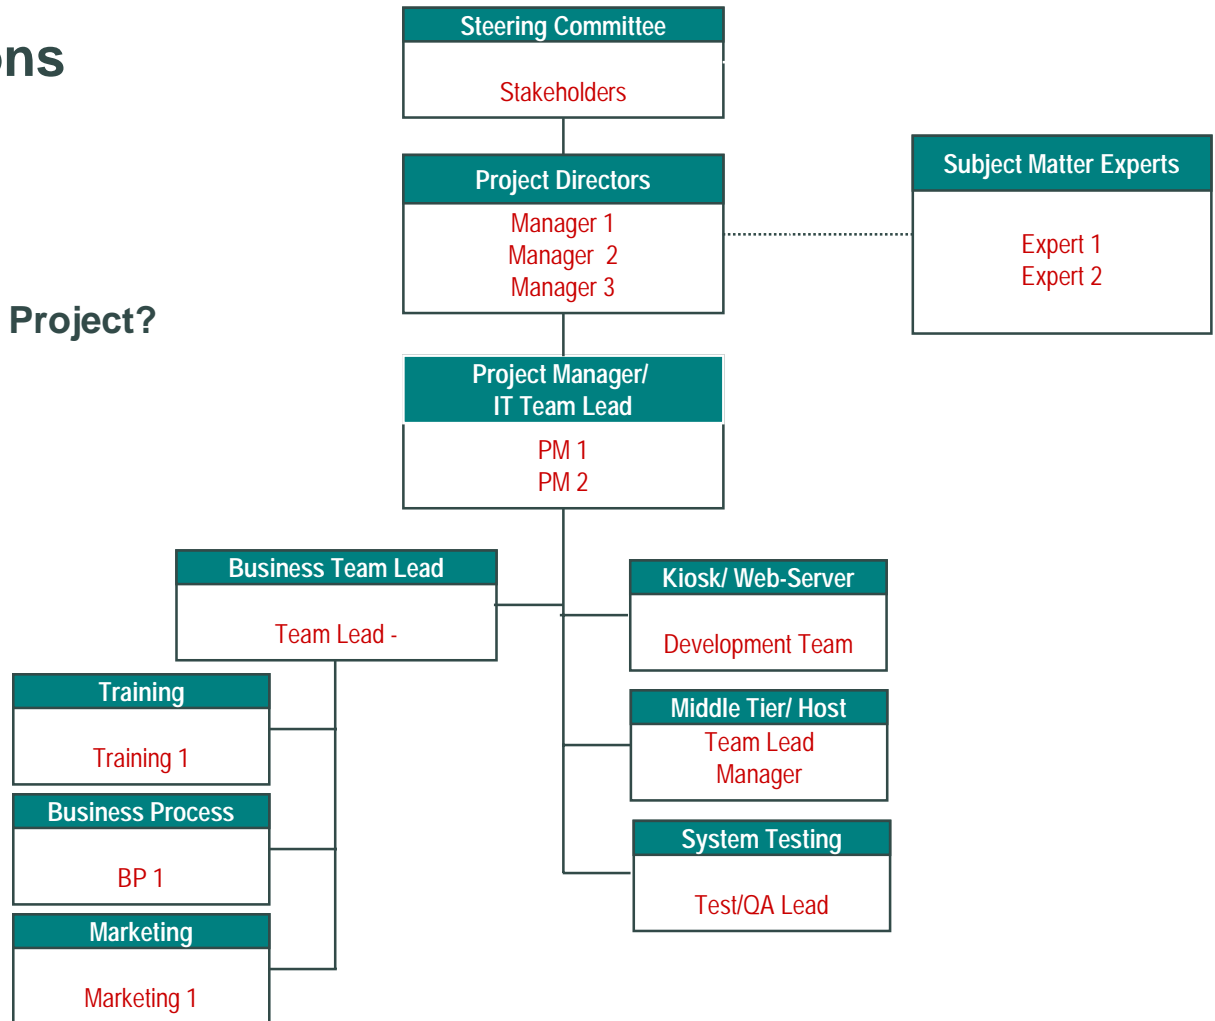 ons
Project?
Steering Committee
Stakeholders
Project Directors
Manager 1
Manager 2
Manager 3
Subject Matter Experts
Expert 1
Expert 2
Project Manager/
IT Team Lead
PM 1
PM 2
Business Team Lead
Team Lead -
Training
Training 1
Business Process
BP 1
Marketing
Marketing 1
Kiosk/ Web-Server
Development Team
Middle Tier/ Host
Team Lead
Manager
System Testing
Test/QA Lead